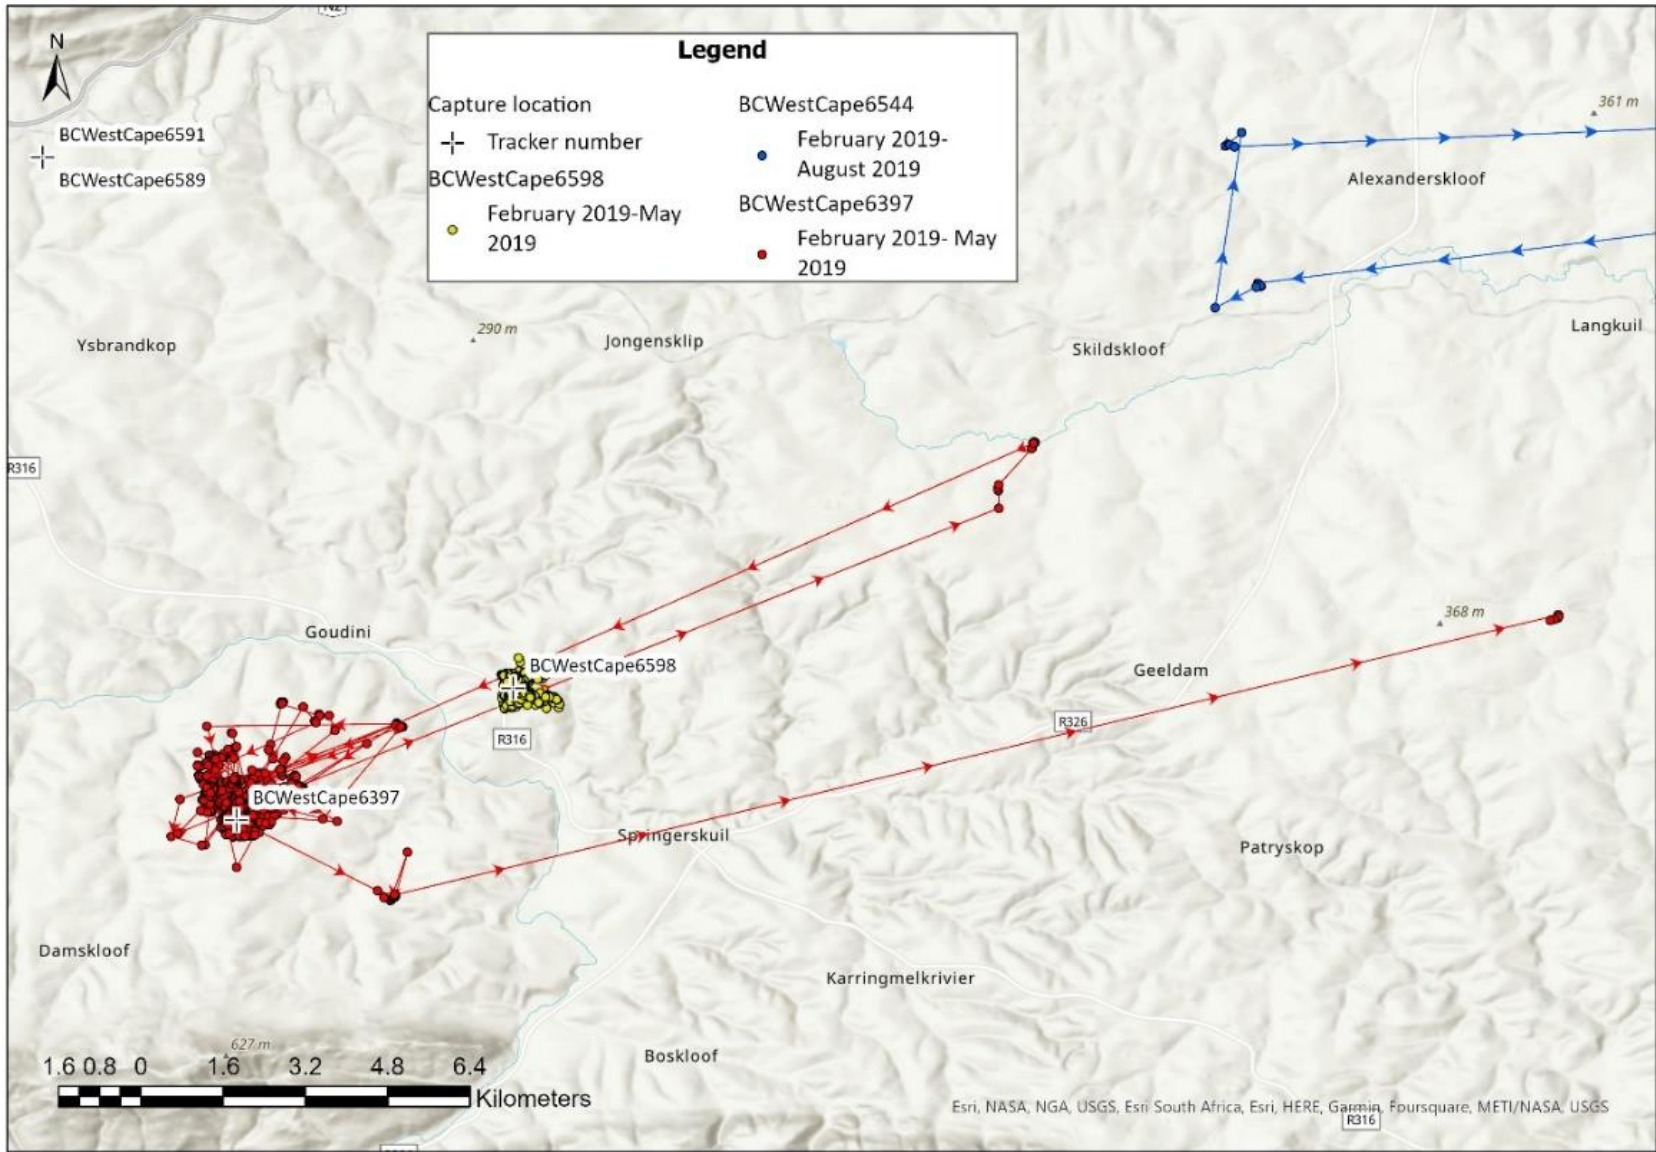 N2
N
Legend
Capture location
Tracker number
BCWestCape6598
February 2019-May
2019
BCWestCape6544
February 2019-
August 2019
BCWestCape6397
February 2019- May
2019
BCWestCape6591
BCWestCape6589
361 m
Alexanderskloof
Ysbrandkop
290 m
Jongensklip
Skildskloof
Langkuil
R316
Goudini
BCWestCape6598
368 m
Geeldam
R326
R316
BCWestCape6397
Springerskuil
Patryskop
Damskloof
Karringmelkrivier
627 m
Boskloof
1.6 0.8 0 1.6 3.2 4.8 6.4
Kilometers
Esri, NASA, NGA, USGS, Esri South Africa, Esri, HERE, Garmin, Foursquare, METI/NASA, USGS
R316